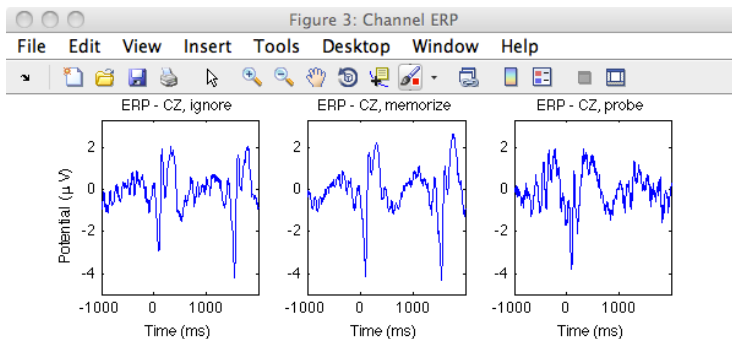 Figure 3: Channel ERP
File Edit View Insert Tools Desktop Window Help
ERP - CZ, ignore ERP - CZ, memorize ERP - CZ, probe
2 2 2
0 0 0
-2 -2 -2
-4 -4 -4
Potential (μ V)
-1000 0 1000 -1000 0 1000 -1000 0 1000
Time (ms) Time (ms) Time (ms)